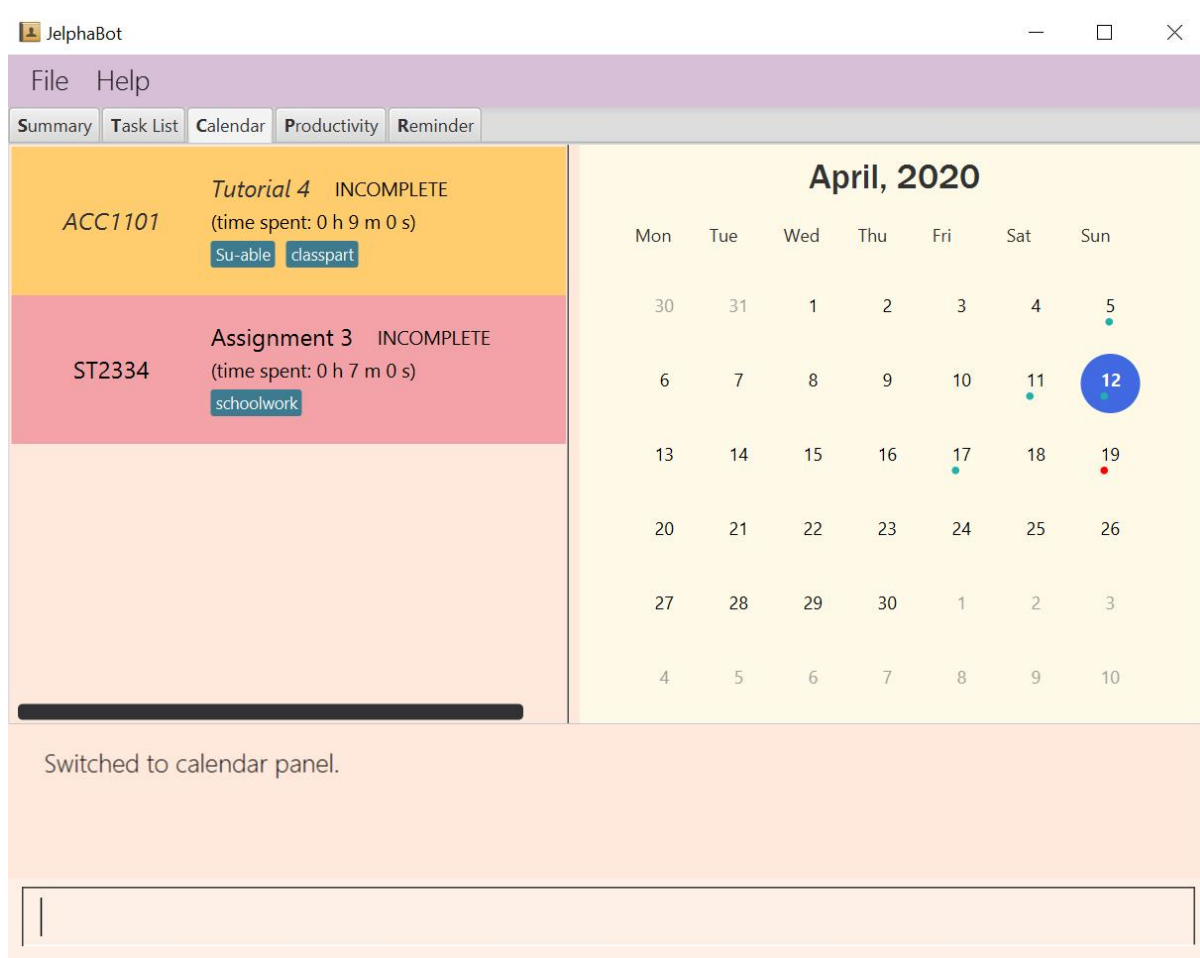 JelphaBot
File Help
Summary Task List Calendar Productivity Reminder
ACC1101
Tutorial 4 INCOMPLETE
(time spent: 0 h 9 m 0 s)
Su-able classpart
ST2334
Assignment 3 INCOMPLETE
(time spent: 0 h 7 m 0 s)
schoolwork
April, 2020
Mon Tue Wed Thu Fri Sat Sun
30 31 1 2 3 4 5
6 7 8 9 10 11 12
13 14 15 16 17 18 19
20 21 22 23 24 25 26
27 28 29 30 1 2 3
4 5 6 7 8 9 10
Switched to calendar panel.